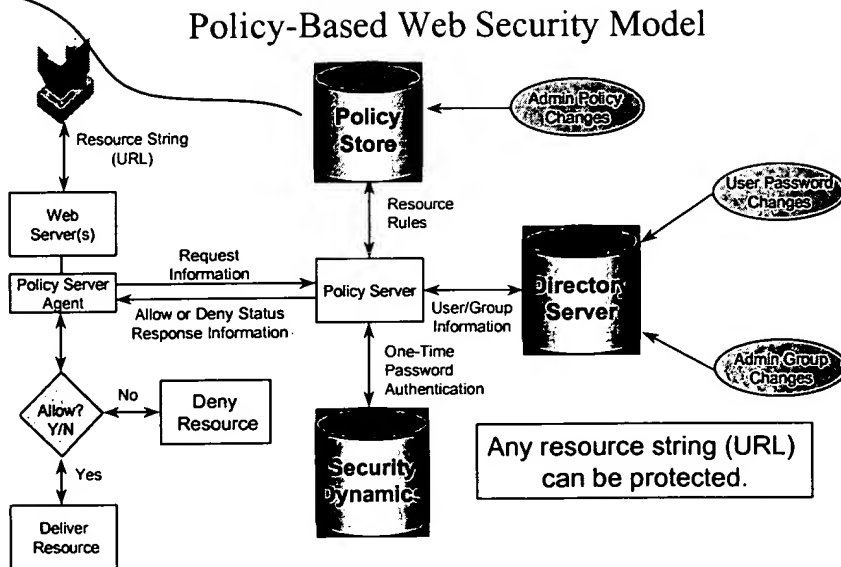 Policy-Based Web Security Model
Resource String
(URL)
Policy
Store
Admin Policy
Changes
Web
Server(s)
Resource
Rules
User Password
Changes
Request
Information
Policy Server
Agent
Policy Server
Allow or Deny Status
Response Information
User/Group
Information
Director
Server
One-Time
Password
Authentication
Admin Group
Changes
Allow?
Y/N
No
Deny
Resource
Yes
Security
Dynamic
Any resource string (URL)
can be protected.
Deliver
Resource